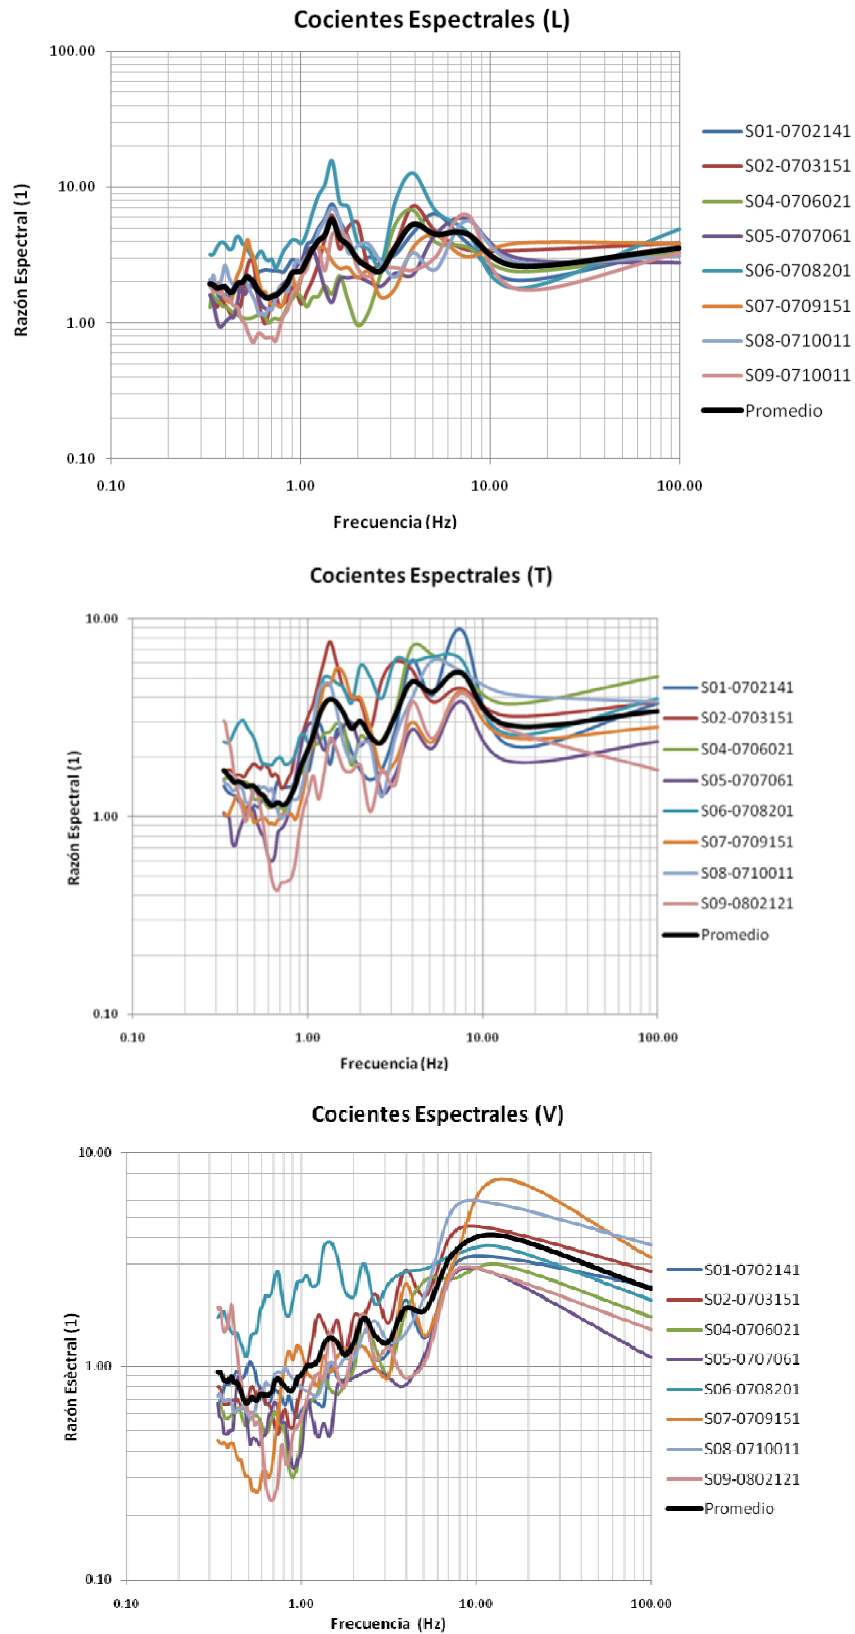 Cocientes Espectrales (L)
100.00
10.00
1.00
0.10
Razón Espectral (1)
0.10 1.00 10.00 100.00
Frecuencia (Hz)
S01-0702141
S02-0703151
S04-0706021
S05-0707061
S06-0708201
S07-0709151
S08-0710011
S09-0710011
Promedio
Cocientes Espectrales (T)
10.00
1.00
0.10
Razón Espectral (1)
0.10 1.00 10.00 100.00
Frecuencia (Hz)
S01-0702141
S02-0703151
S04-0706021
S05-0707061
S06-0708201
S07-0709151
S08-0710011
S09-0802121
Promedio
Cocientes Espectrales (V)
10.00
1.00
0.10
Razón Esèctral (1)
0.10 1.00 10.00 100.00
Frecuencia (Hz)
S01-0702141
S02-0703151
S04-0706021
S05-0707061
S06-0708201
S07-0709151
S08-0710011
S09-0802121
Promedio